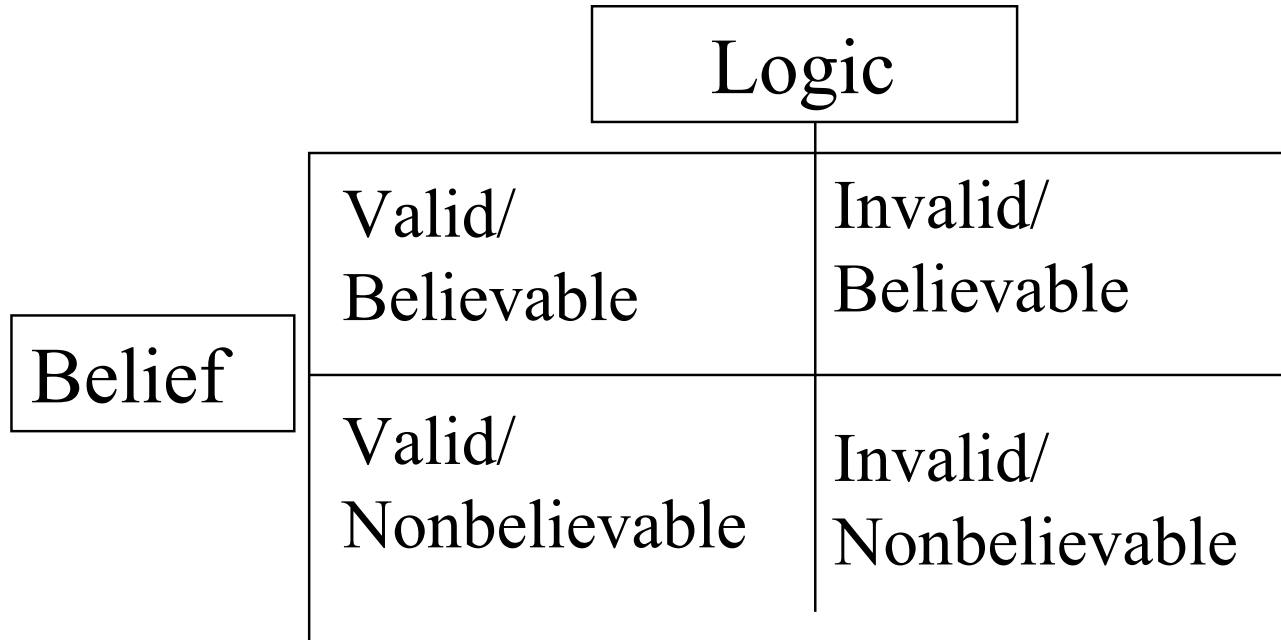 Logic
Valid/
Believable
Invalid/
Believable
Belief
Valid/
Nonbelievable
Invalid/
Nonbelievable